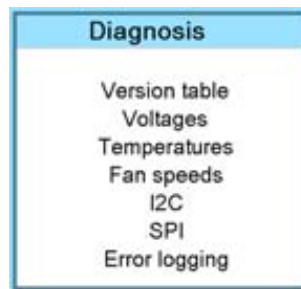 Diagnosis
Version table
Voltages
Temperatures
Fan speeds
I2C
SPI
Error logging